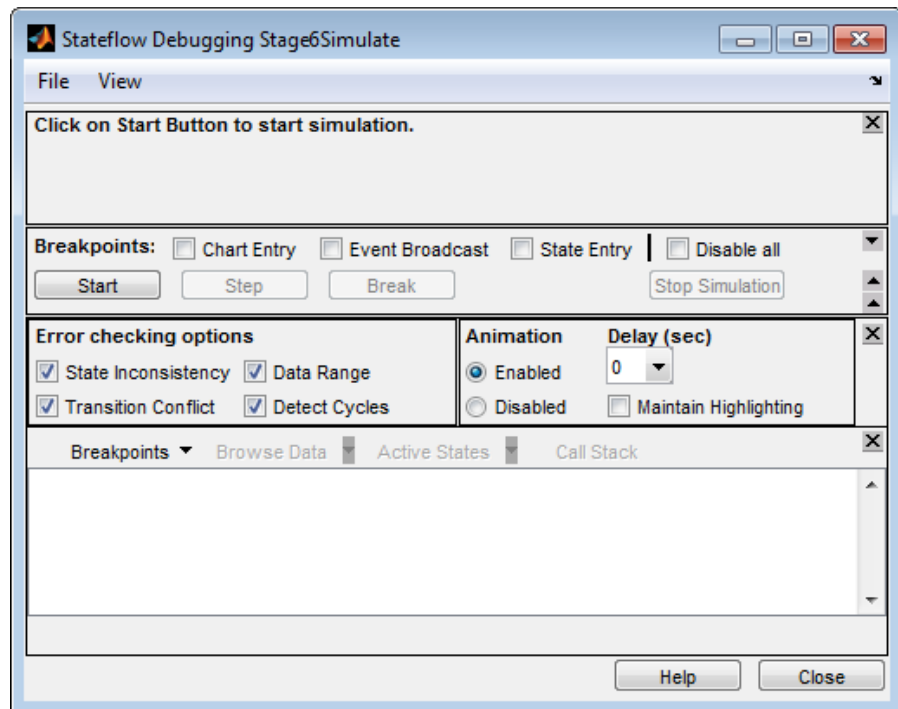 Stateflow Debugging Stage6Simulate
File View
Click on Start Button to start simulation.
Breakpoints: Chart Entry Event Broadcast State Entry Disable all
Start Step Break Stop Simulation
Error checking options Animation Delay (sec)
State Inconsistency Data Range Enabled 0
Transition Conflict Detect Cycles Disabled Maintain Highlighting
Breakpoints Browse Data Active States Call Stack
Help Close